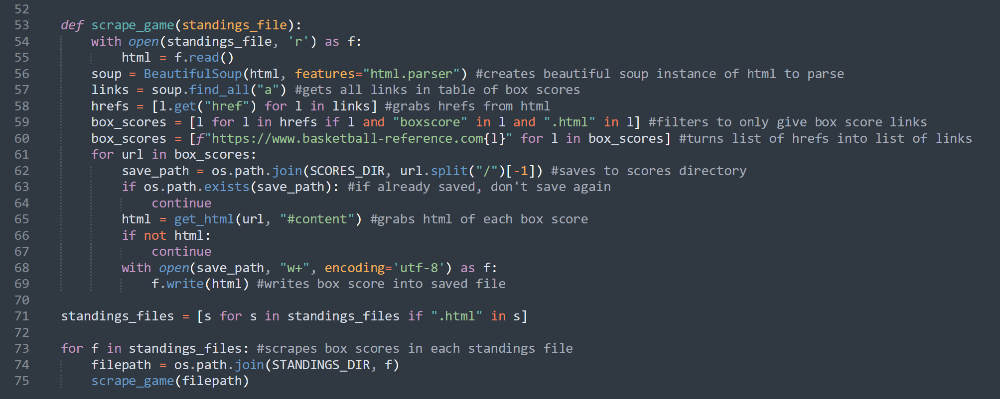 52
53 def scrape_game(standings_file):
54     with open(standings_file, 'r') as f:
55         html = f.read()
56     soup = BeautifulSoup(html, features="html.parser") #creates beautiful soup instance of html to parse
57     links = soup.find_all("a") #gets all links in table of box scores
58     hrefs = [l.get("href") for l in links] #grabs hrefs from html
59     box_scores = [l for l in hrefs if l and "boxscore" in l and ".html" in l] #filters to only give box score links
60     box_scores = [f"https://www.basketball-reference.com{l}" for l in box_scores] #turns list of hrefs into list of links
61     for url in box_scores:
62         save_path = os.path.join(SCORES_DIR, url.split("/")[-1]) #saves to scores directory
63         if os.path.exists(save_path): #if already saved, don't save again
64             continue
65         html = get_html(url, "#content") #grabs html of each box score
66         if not html:
67             continue
68         with open(save_path, "w+", encoding='utf-8') as f:
69             f.write(html) #writes box score into saved file
70
71 standings_files = [s for s in standings_files if ".html" in s]
72
73 for f in standings_files: #scrapes box scores in each standings file
74     filepath = os.path.join(STANDINGS_DIR, f)
75     scrape_game(filepath)